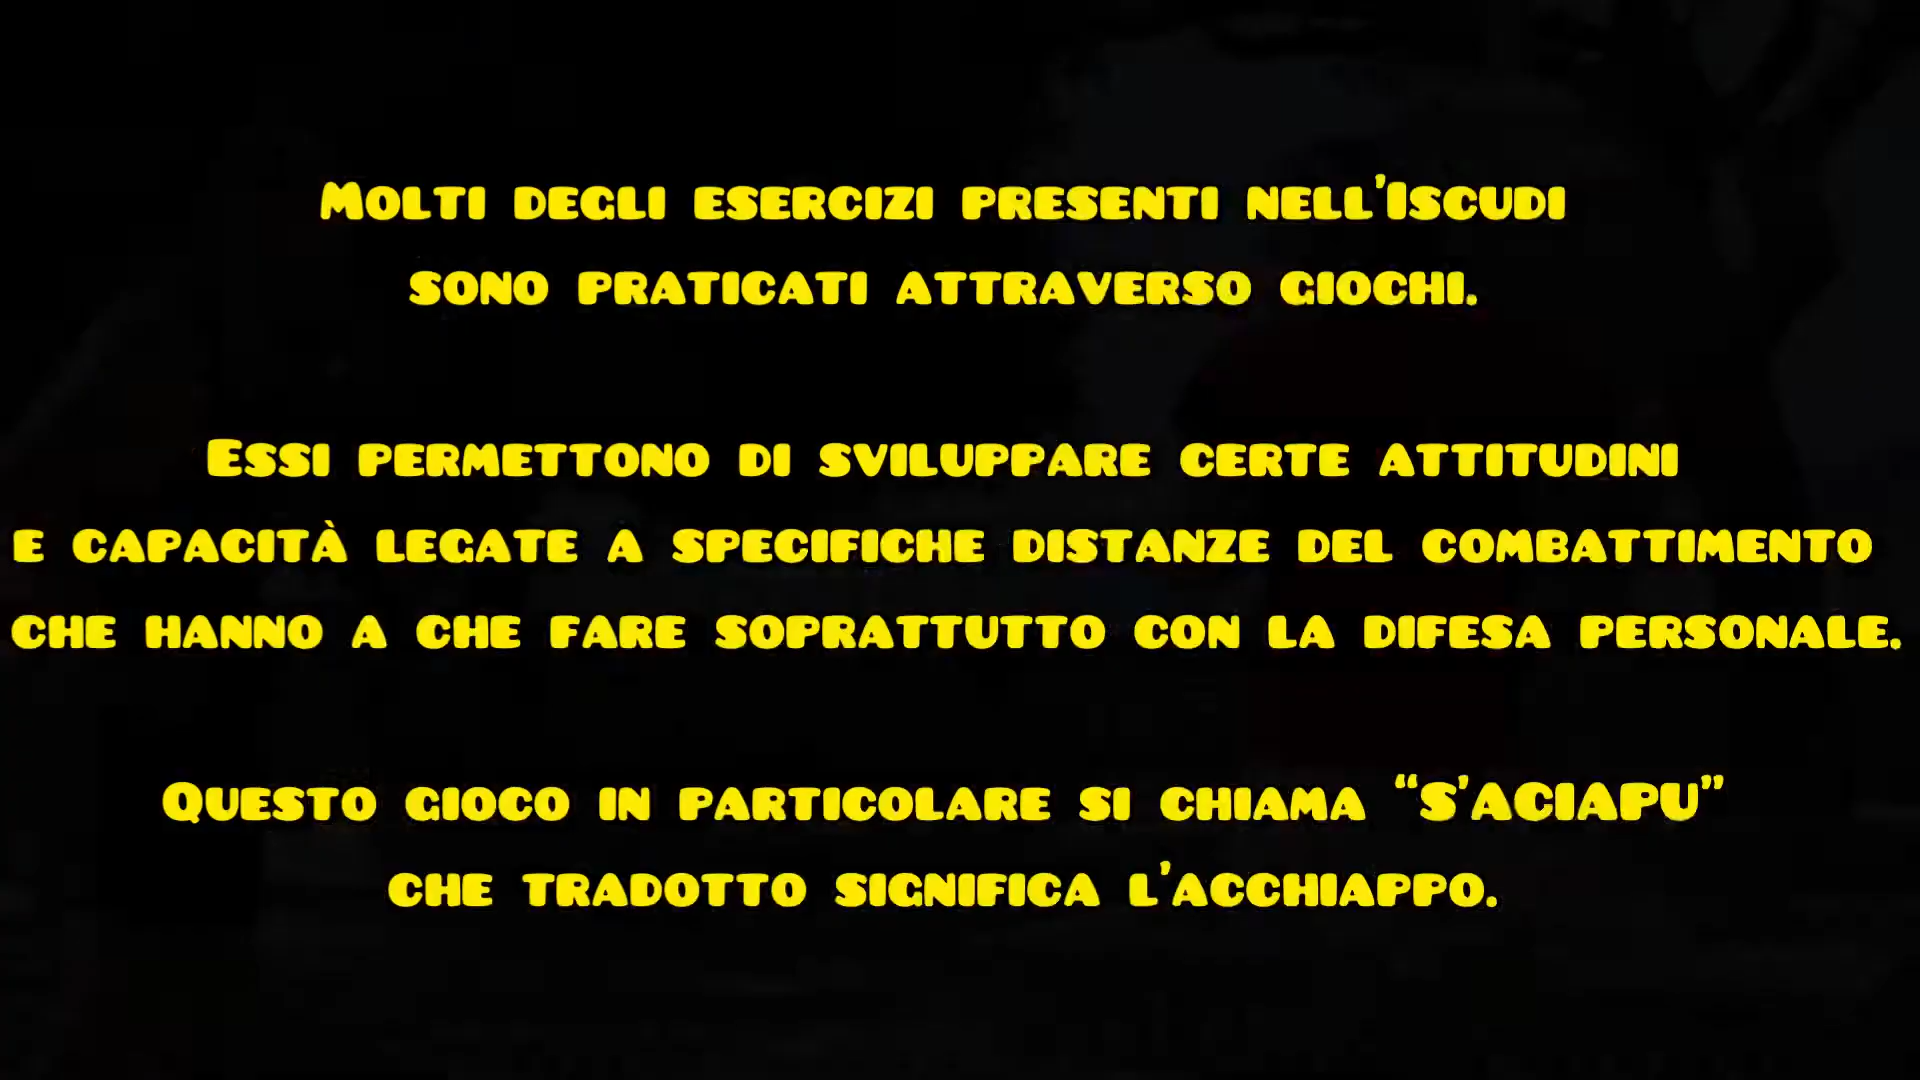 Molti degli esercizi presenti nell'Iscudi
sono praticati attraverso giochi.
Essi permettono di sviluppare certe attitudini
e capacità legate a specifiche distanze del combattimento
che hanno a che fare soprattutto con la difesa personale.
Questo gioco in particolare si chiama “S'ACIAPU”
che tradotto significa l'acchiappo.